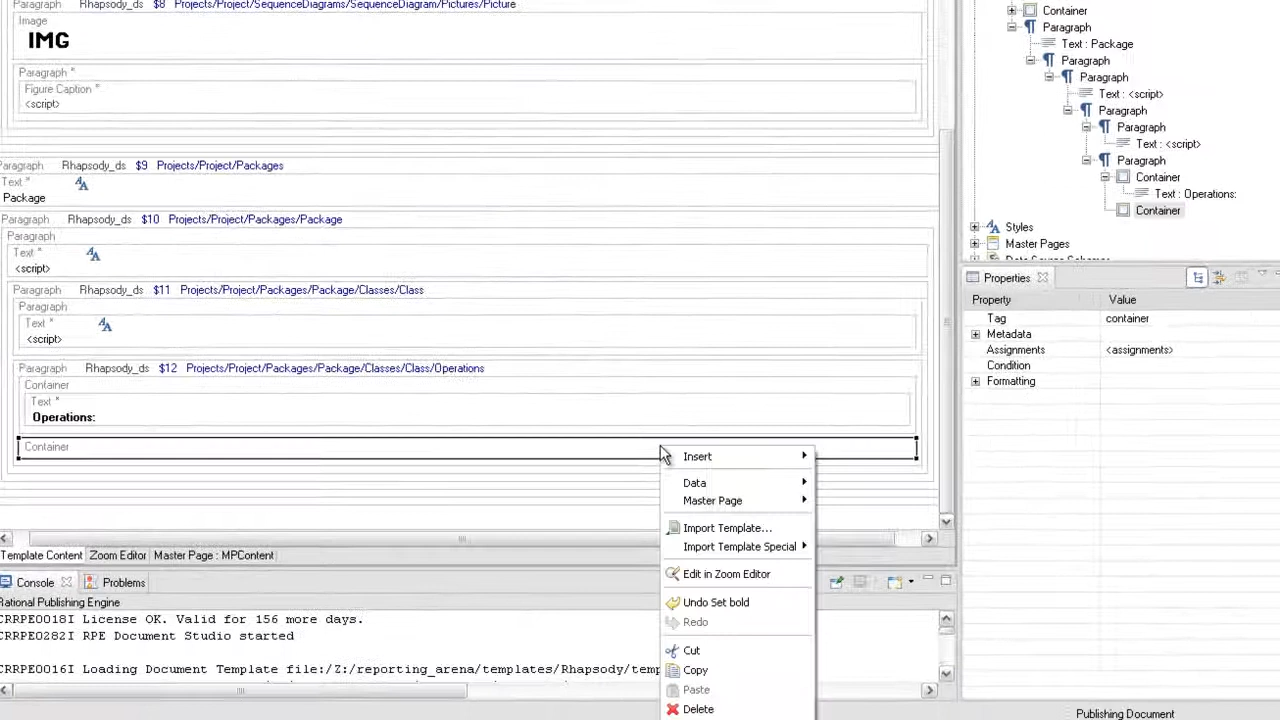 Paragraph Rhapsody_ds $8 Projects/Project/SequenceDiagrams/SequenceDiagram/Pictures/Picture
Image
IMG
Paragraph *
Figure Caption *
<script>
Paragraph Rhapsody_ds $9 Projects/Project/Packages
Text *
Package
Paragraph Rhapsody_ds $10 Projects/Project/Packages/Package
Paragraph
Text *
<script>
Paragraph Rhapsody_ds $11 Projects/Project/Packages/Package/Classes/Class
Paragraph
Text *
<script>
Paragraph Rhapsody_ds $12 Projects/Project/Packages/Package/Classes/Class/Operations
Container
Text *
Operations:
Container
Insert
Data
Master Page
Import Template...
Import Template Special
Edit in Zoom Editor
Undo Set bold
Redo
Cut
Copy
Paste
Delete
Template Content Zoom Editor Master Page : MPContent
Console Problems
Rational Publishing Engine
CRRPE0018I License OK. Valid for 156 more days.
CRRPE0282I RPE Document Studio started
CRRPE0016I Loading Document Template file:/Z:/reporting_arena/templates/Rhapsody/temp
Container
Paragraph
Text : Package
Paragraph
Paragraph
Text : <script>
Paragraph
Paragraph
Text : <script>
Paragraph
Container
Text : Operations:
Container
Styles
Master Pages
Data Source Schemas
Properties
Property Value
Tag container
Metadata
Assignments <assignments>
Condition
Formatting
Publishing Document